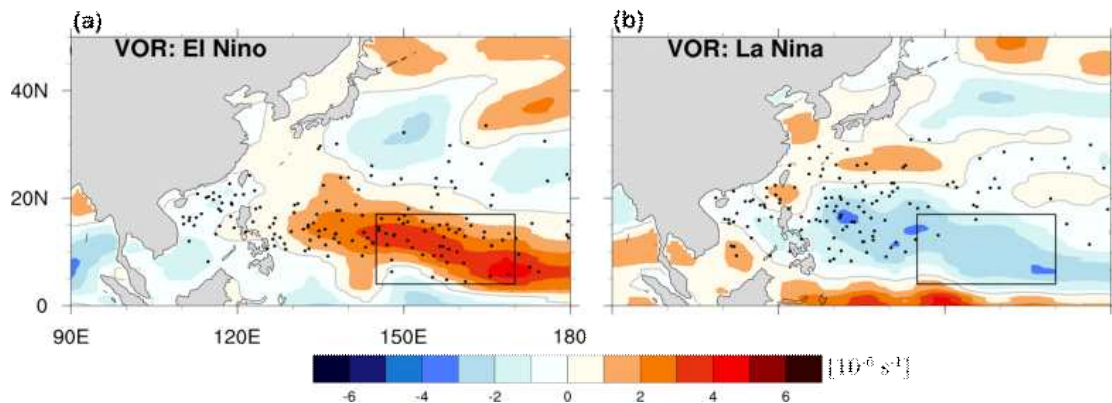 (a) (b)
VOR: El Nino VOR: La Nina
40N
20N
0
90E 120E 150E 180
-6 -4 -2 0 2 4 6 [10⁻⁶ s⁻¹]